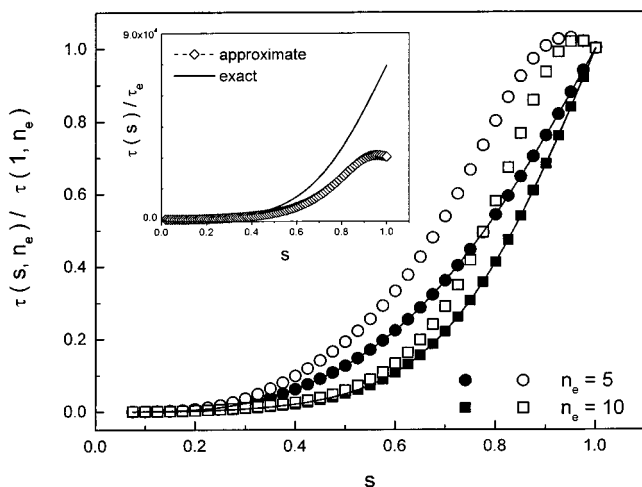 τ ( s, nₑ ) / τ ( 1, nₑ )
1.0
0.8
0.6
0.4
0.2
0.0
0.0 0.2 0.4 0.6 0.8 1.0
s
9.0x10⁴
0.0
τ ( s ) / τₑ
0.0 0.2 0.4 0.6 0.8 1.0
s
approximate
exact
nₑ = 5
nₑ = 10